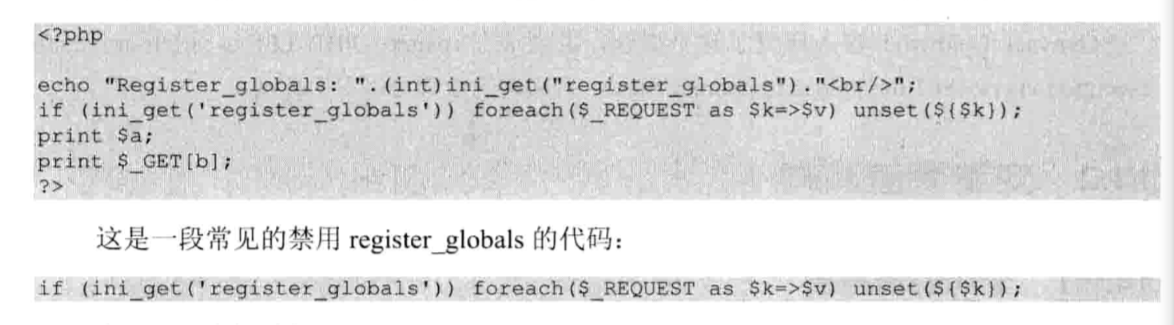 <?php
echo "Register_globals: ".(int)ini_get("register_globals")."<br/>";
if (ini_get('register_globals')) foreach($_REQUEST as $k=>$v) unset(${$k});
print $a;
print $_GET[b];
?>
这是一段常见的禁用 register_globals 的代码：
if (ini_get('register_globals')) foreach($_REQUEST as $k=>$v) unset(${$k});